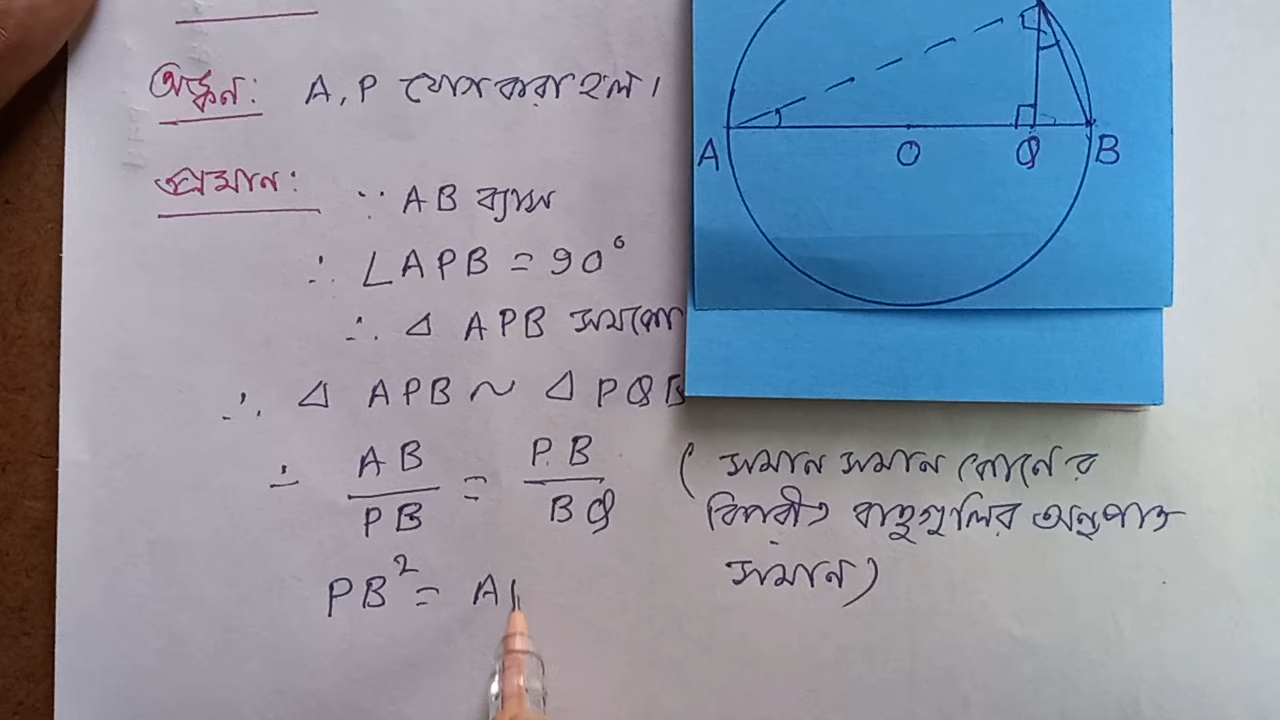 অঙ্কন: A, P যোগ করা হল।
প্রমান: ∵ AB ব্যাস
∴ ∠APB = 90°
∴ △ APB সমকো
∴ △ APB ~ △ PQB
∴ AB/PB = PB/BQ
(সমান সমান কোনের
বিপরীত বাহুগুলির অনুপাত
সমান)
PB² = A
A O Q B